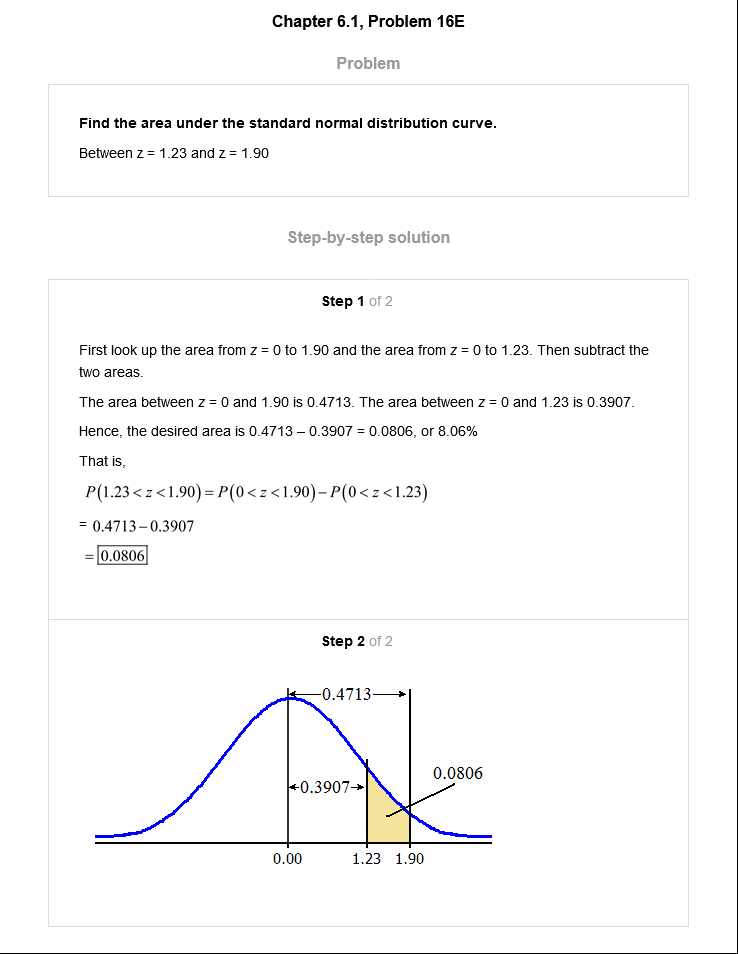 Chapter 6.1, Problem 16E
Problem
Find the area under the standard normal distribution curve.
Between z = 1.23 and z = 1.90
Step-by-step solution
Step 1 of 2
First look up the area from z = 0 to 1.90 and the area from z = 0 to 1.23. Then subtract the
two areas.
The area between z = 0 and 1.90 is 0.4713. The area between z = 0 and 1.23 is 0.3907.
Hence, the desired area is 0.4713 – 0.3907 = 0.0806, or 8.06%
That is,
P(1.23 < z < 1.90) = P(0 < z < 1.90) – P(0 < z < 1.23)
= 0.4713 – 0.3907
= 0.0806
Step 2 of 2
0.4713
0.0806
0.3907
0.00 1.23 1.90